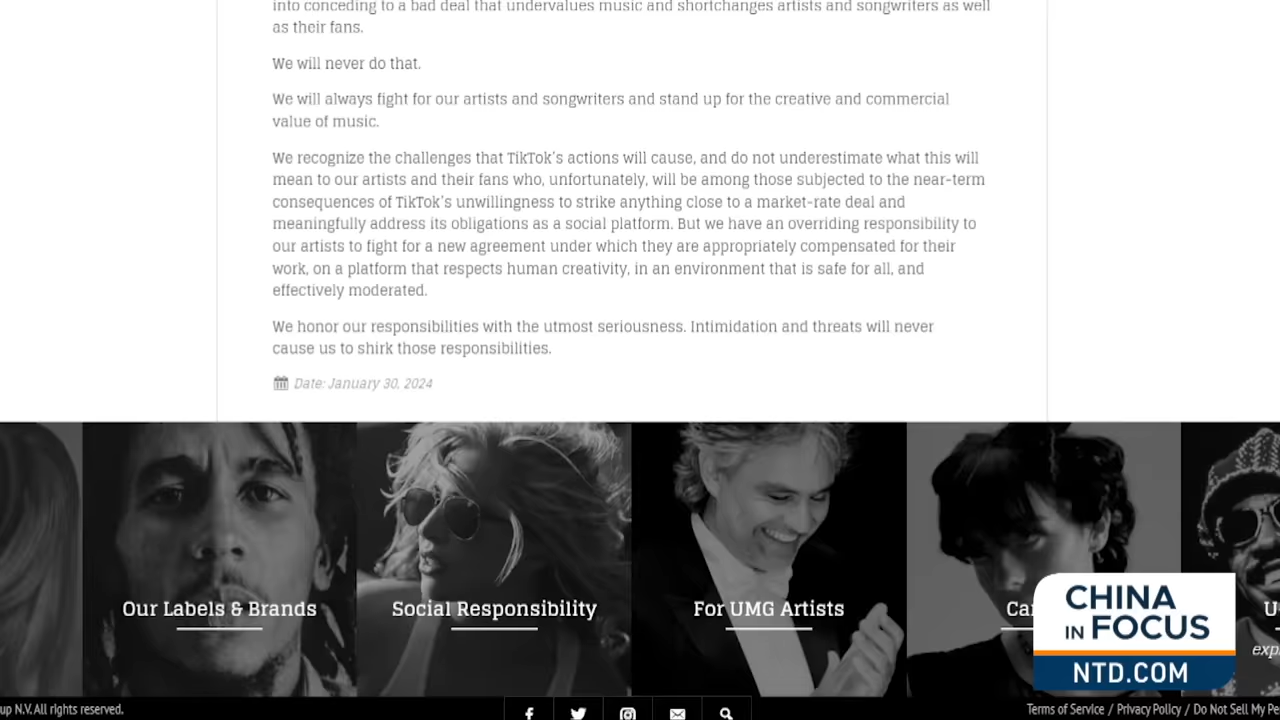 into conceding to a bad deal that undervalues music and shortchanges artists and songwriters as well
as their fans.
We will never do that.
We will always fight for our artists and songwriters and stand up for the creative and commercial
value of music.
We recognize the challenges that TikTok’s actions will cause, and do not underestimate what this will
mean to our artists and their fans who, unfortunately, will be among those subjected to the near-term
consequences of TikTok’s unwillingness to strike anything close to a market-rate deal and
meaningfully address its obligations as a social platform. But we have an overriding responsibility to
our artists to fight for a new agreement under which they are appropriately compensated for their
work, on a platform that respects human creativity, in an environment that is safe for all, and
effectively moderated.
We honor our responsibilities with the utmost seriousness. Intimidation and threats will never
cause us to shirk those responsibilities.
Date: January 30, 2024
Our Labels & Brands
Social Responsibility
For UMG Artists
CHINA
IN FOCUS
NTD.COM
up N.V. All rights reserved.
Terms of Service / Privacy Policy / Do Not Sell My